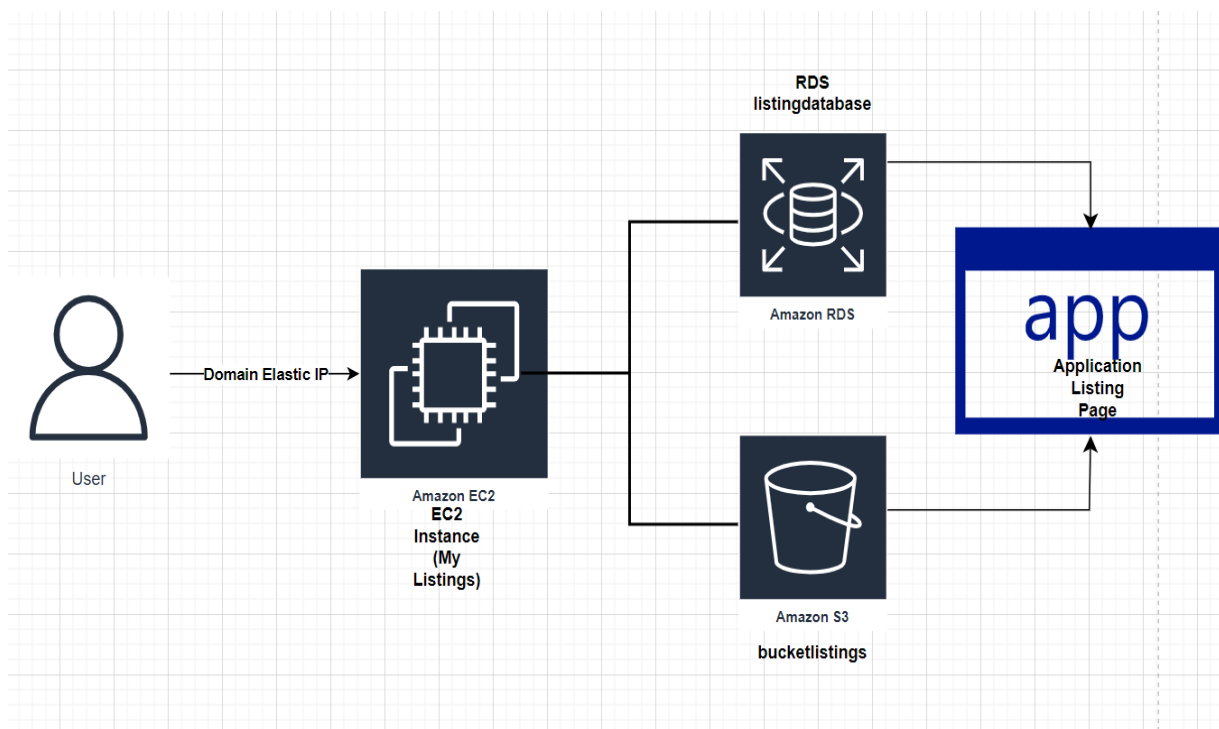 RDS
listingdatabase
Amazon RDS
app
Application
Listing
Page
Domain Elastic IP
User
Amazon EC2
EC2
Instance
(My
Listings)
Amazon S3
bucketlistings